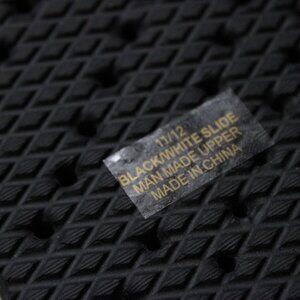 11/12
BLACK/WHITE SLIDE
MAN MADE UPPER
MADE IN CHINA